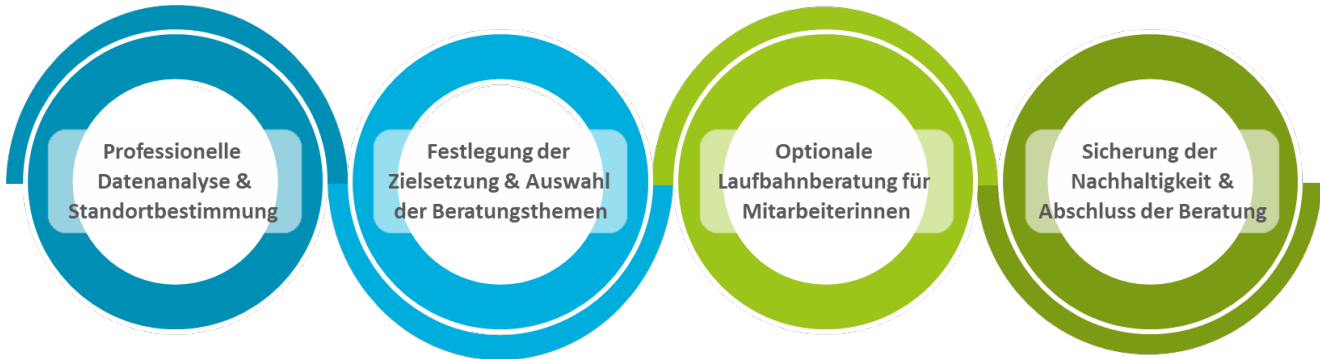 Professionelle
Datenanalyse &
Standortbestimmung
Festlegung der
Zielsetzung & Auswahl
der Beratungsthemen
Optionale
Laufbahnberatung für
Mitarbeiterinnen
Sicherung der
Nachhaltigkeit &
Abschluss der Beratung